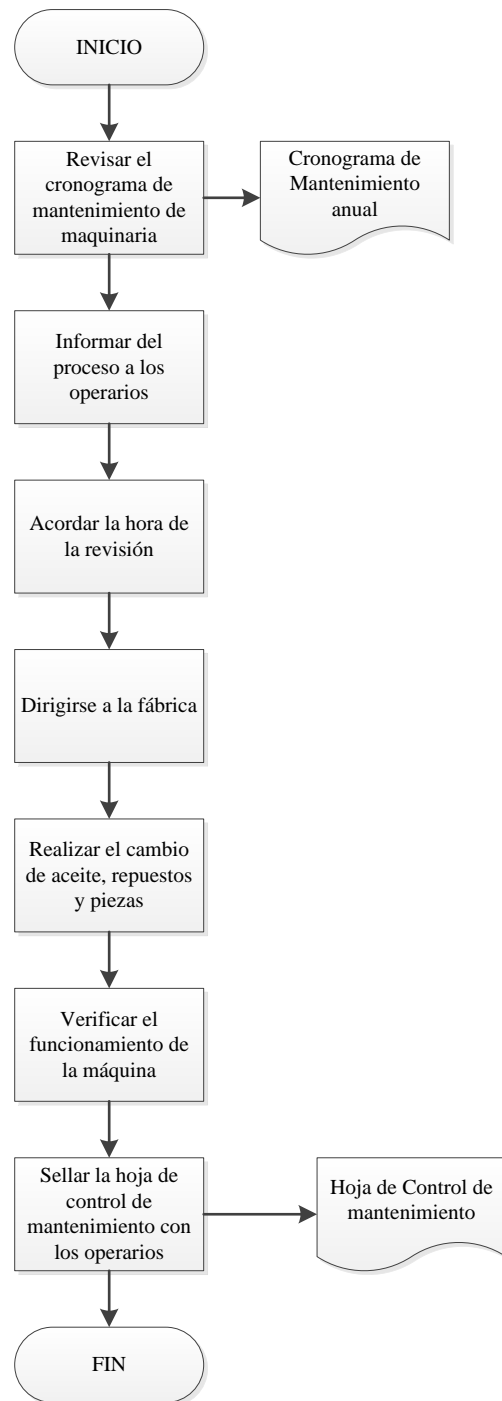 INICIO
Revisar el
cronograma de
mantenimiento de
maquinaria
Cronograma de
Mantenimiento
anual
Informar del
proceso a los
operarios
Acordar la hora de
la revisión
Dirigirse a la fábrica
Realizar el cambio
de aceite, repuestos
y piezas
Verificar el
funcionamiento de
la máquina
Sellar la hoja de
control de
mantenimiento con
los operarios
Hoja de Control de
mantenimiento
FIN